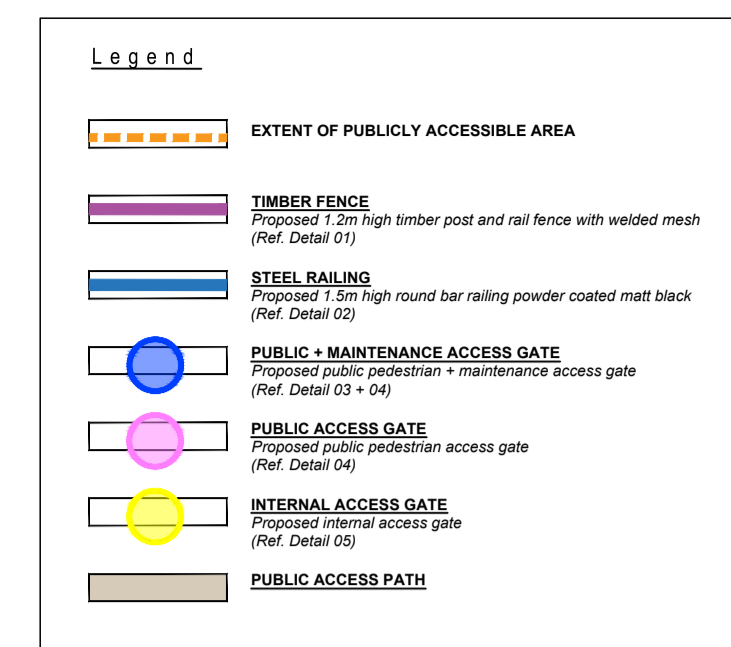 Legend
EXTENT OF PUBLICLY ACCESSIBLE AREA
TIMBER FENCE
Proposed 1.2m high timber post and rail fence with welded mesh
(Ref. Detail 01)
STEEL RAILING
Proposed 1.5m high round bar railing powder coated matt black
(Ref. Detail 02)
PUBLIC + MAINTENANCE ACCESS GATE
Proposed public pedestrian + maintenance access gate
(Ref. Detail 03 + 04)
PUBLIC ACCESS GATE
Proposed public pedestrian access gate
(Ref. Detail 04)
INTERNAL ACCESS GATE
Proposed internal access gate
(Ref. Detail 05)
PUBLIC ACCESS PATH